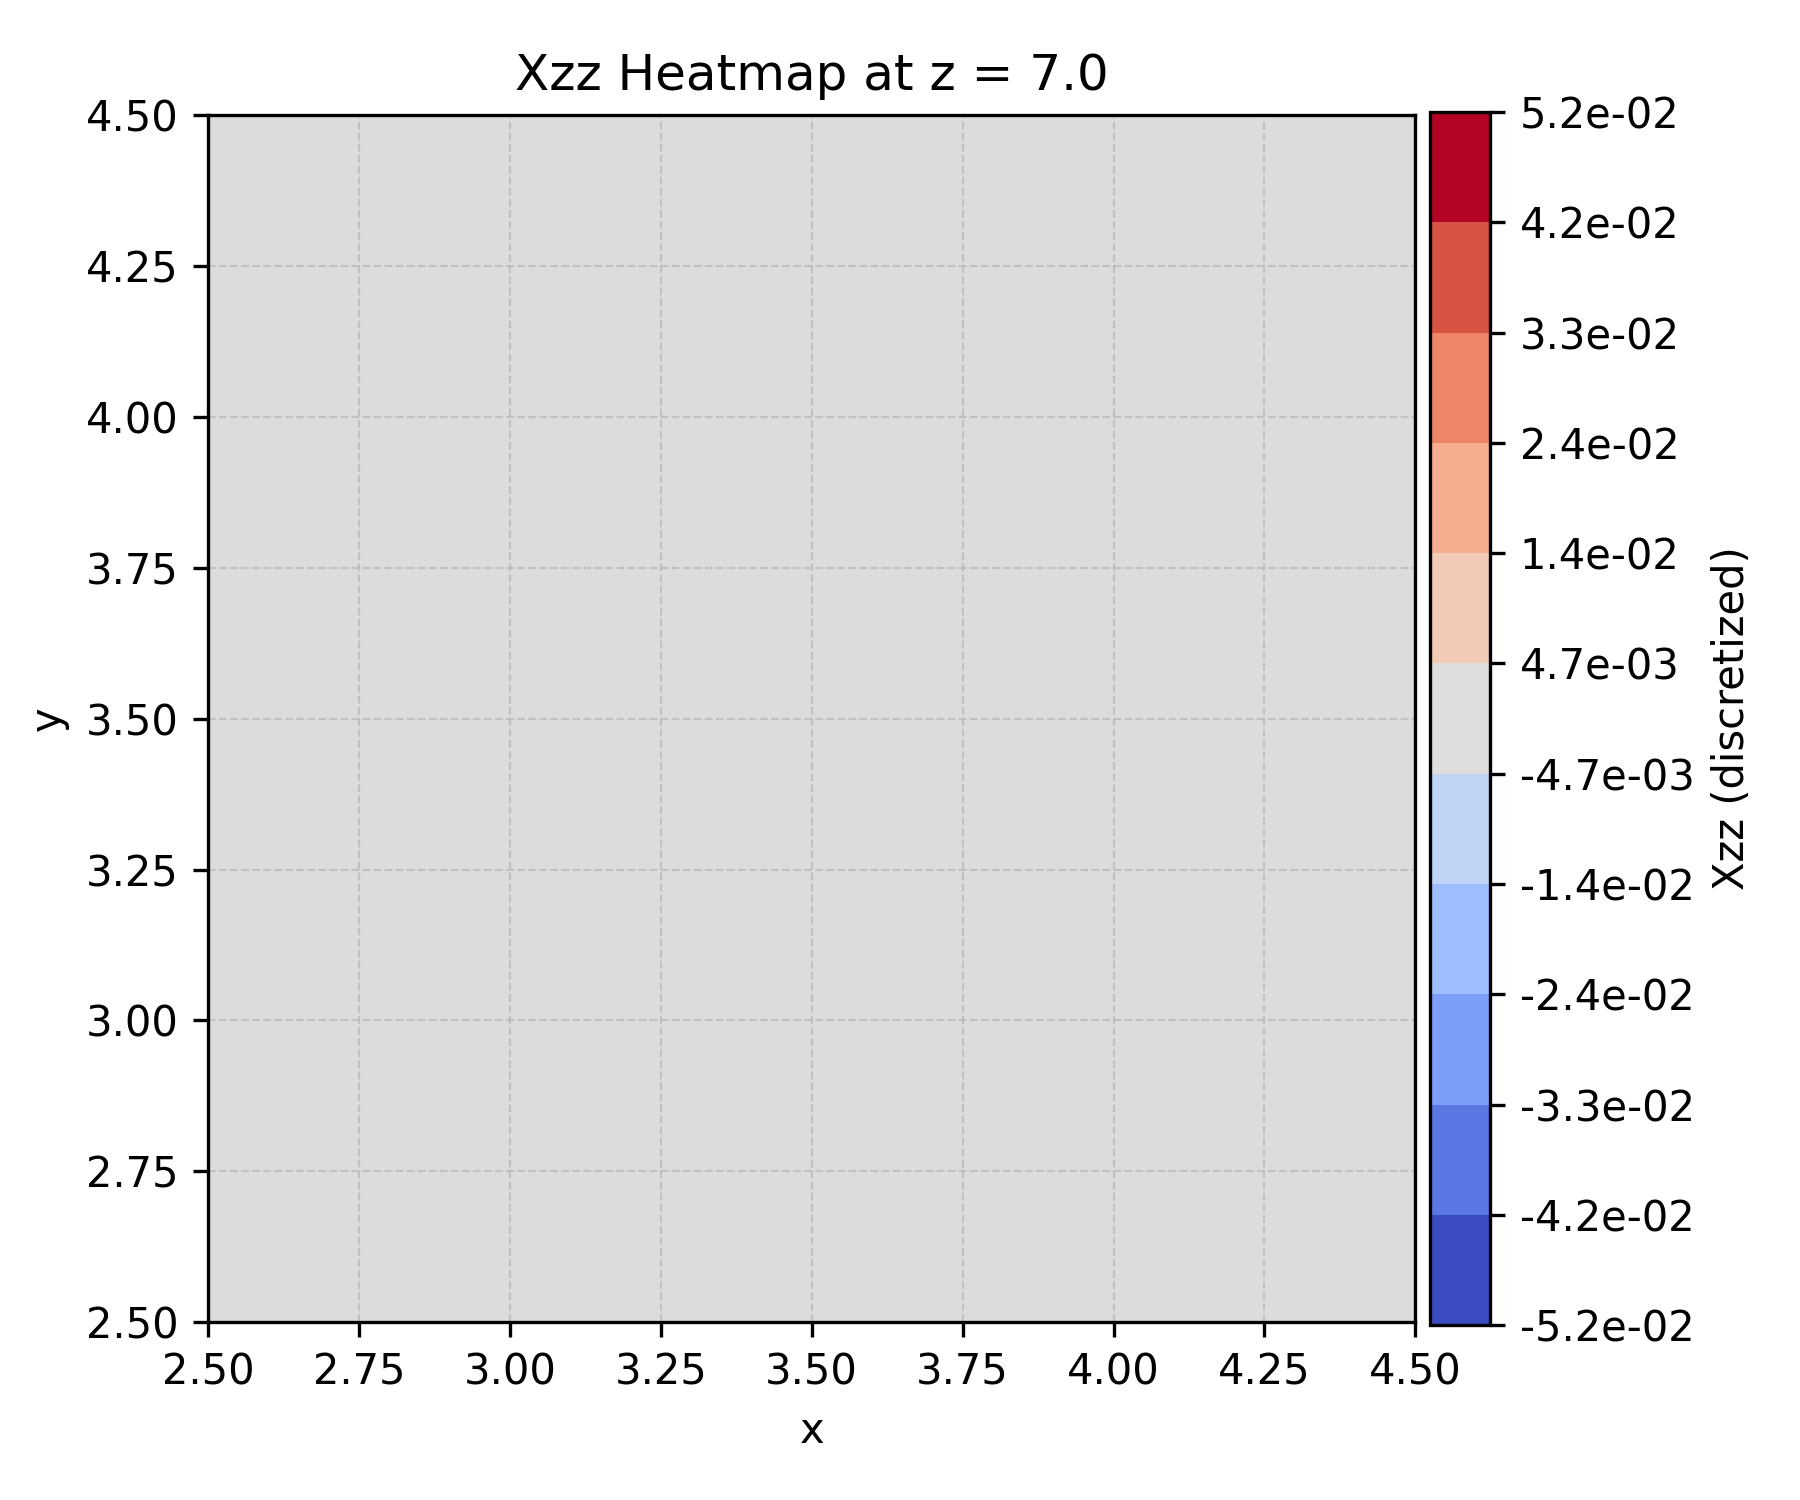 Xzz Heatmap at z = 7.0
4.50
4.25
4.00
3.75
3.50
3.25
3.00
2.75
2.50
y
2.50 2.75 3.00 3.25 3.50 3.75 4.00 4.25 4.50
x
5.2e-02
4.2e-02
3.3e-02
2.4e-02
1.4e-02
4.7e-03
-4.7e-03
-1.4e-02
-2.4e-02
-3.3e-02
-4.2e-02
-5.2e-02
Xzz (discretized)